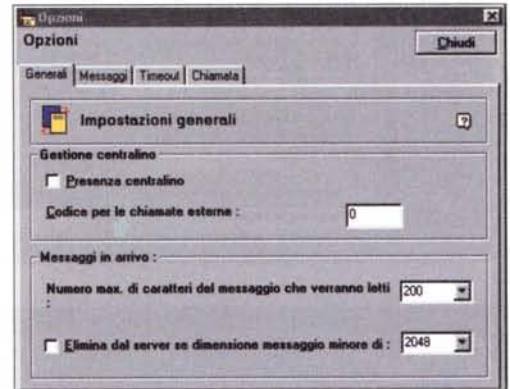 Opzioni
Opzioni
Chiudi
Generali Messaggi Timeout Chiamata
Impostazioni generali
?
Gestione centralino
Presenza centralino
Codice per le chiamate esterne : 0
Messaggi in arrivo :
Numero max. di caratteri del messaggio che verranno letti 200
:
Elimina dal server se dimensione messaggio minore di : 2048